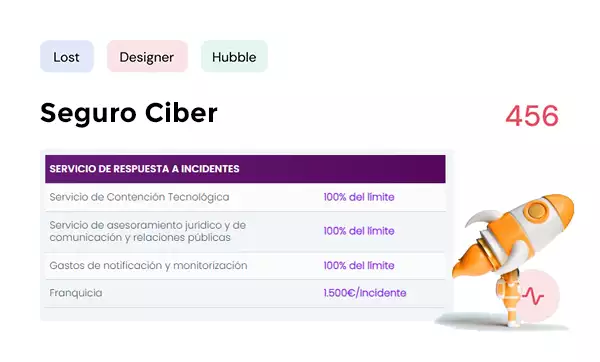 Lost Designer Hubble
Seguro Ciber 456
SERVICIO DE RESPUESTA A INCIDENTES
Servicio de Contención Tecnológica 100% del límite
Servicio de asesoramiento jurídico y de
comunicación y relaciones públicas 100% del límite
Gastos de notificación y monitorización 100% del límite
Franquicia 1.500€/Incidente